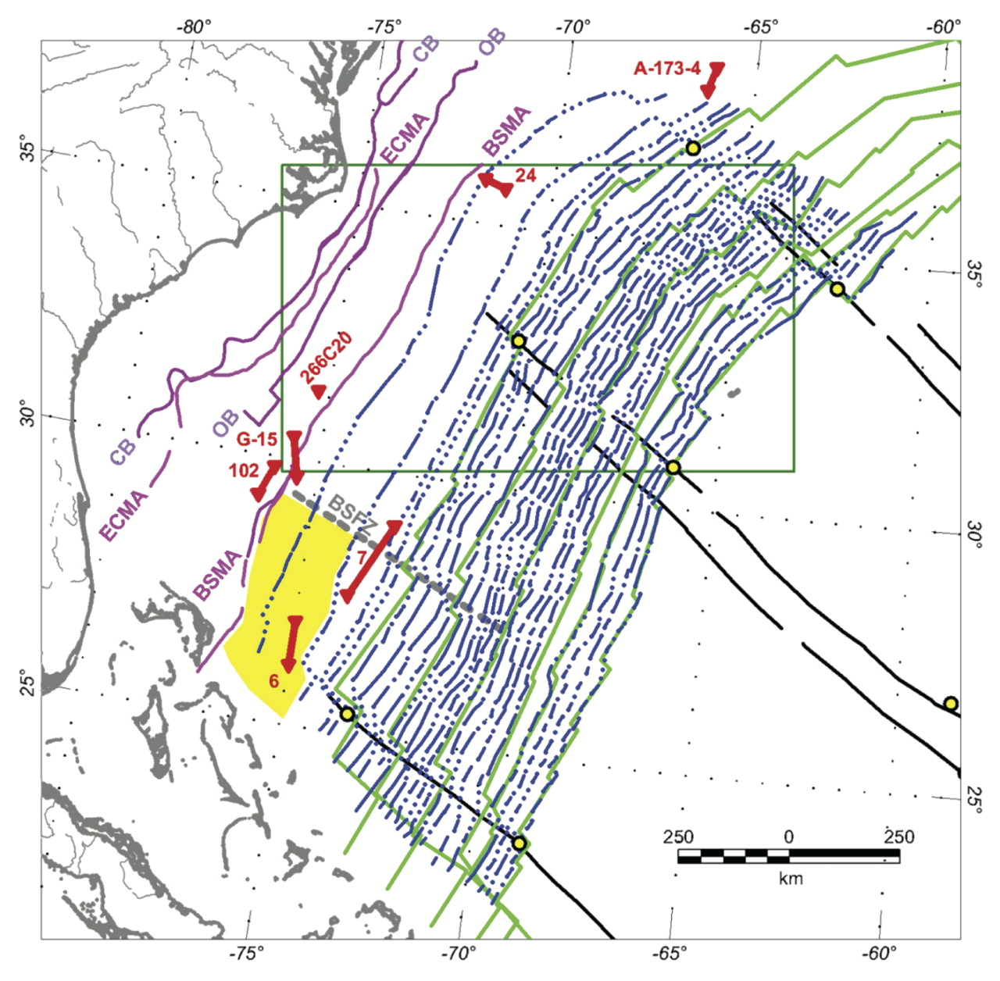 -80° -75° -70° -65° -60°
CB OB
A-173-4
ECMA BSMA
35°
24
35°
266C20
30°
OB
G-15
CB
102
ECMA
BSFZ
30°
7
BSMA
25°
6
25°
250 0 250
km
-75° -70° -65° -60°